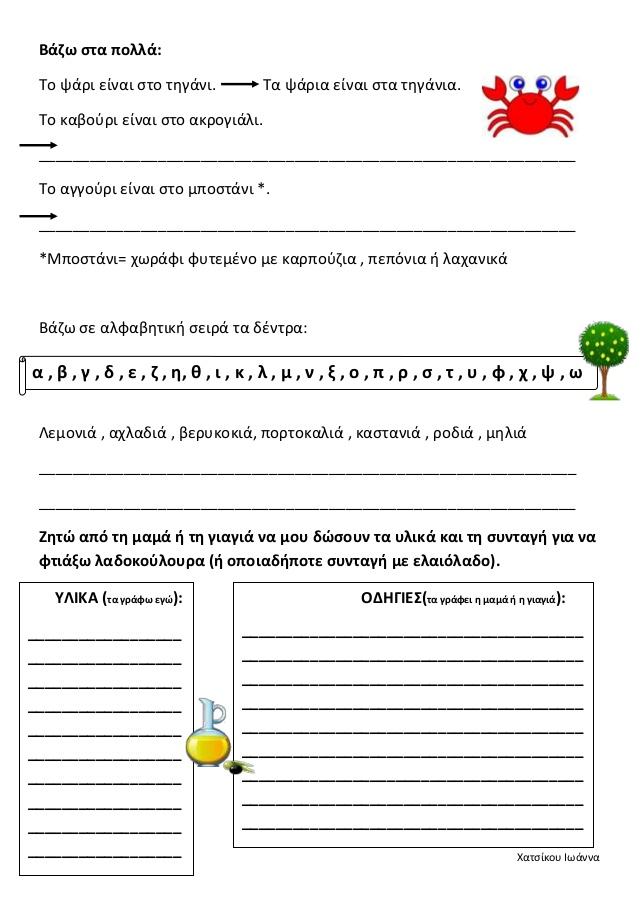 Βάζω στα πολλά:
Το ψάρι είναι στο τηγάνι. Τα ψάρια είναι στα τηγάνια.
Το καβούρι είναι στο ακρογιάλι.
Το αγγούρι είναι στο μποστάνι *.
*Μποστάνι= χωράφι φυτεμένο με καρπούζια , πεπόνια ή λαχανικά
Βάζω σε αλφαβητική σειρά τα δέντρα:
α , β , γ , δ , ε , ζ , η, θ , ι , κ , λ , μ , ν , ξ , ο , π , ρ , σ , τ , υ , φ , χ , ψ , ω
Λεμονιά , αχλαδιά , βερυκοκιά, πορτοκαλιά , καστανιά , ροδιά , μηλιά
Ζητώ από τη μαμά ή τη γιαγιά να μου δώσουν τα υλικά και τη συνταγή για να
φτιάξω λαδοκούλουρα (ή οποιαδήποτε συνταγή με ελαιόλαδο).
ΥΛΙΚΑ (τα γράφω εγώ):
ΟΔΗΓΙΕΣ(τα γράφει η μαμά ή η γιαγιά):
Χατσίκου Ιωάννα